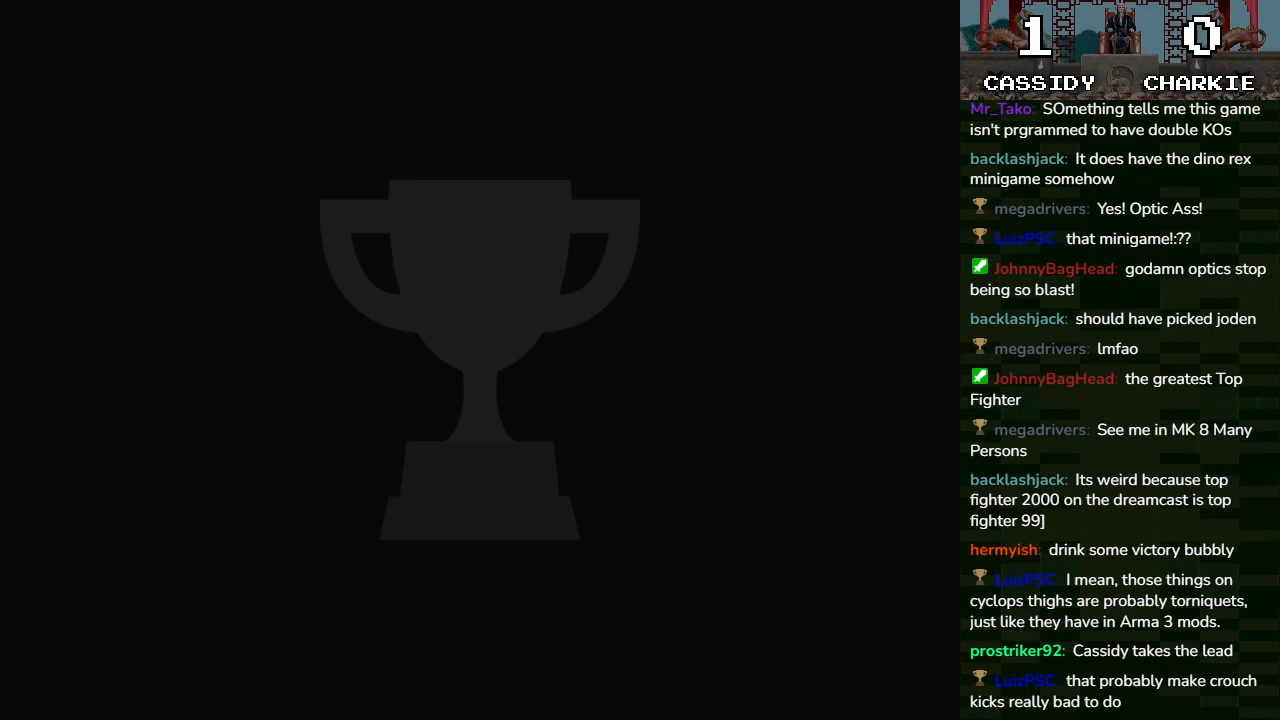 1 0
CASSIDY CHARKIE
Mr_Tako: SOmething tells me this game
isn't prgrammed to have double KOs
backlashjack: It does have the dino rex
minigame somehow
megadrivers: Yes! Optic Ass!
LuizPSC that minigame!:??
JohnnyBagHead: godamn optics stop
being so blast!
backlashjack: should have picked joden
megadrivers: lmfao
JohnnyBagHead: the greatest Top
Fighter
megadrivers: See me in MK 8 Many
Persons
backlashjack: Its weird because top
fighter 2000 on the dreamcast is top
fighter 99]
hermyish: drink some victory bubbly
LuizPSC I mean, those things on
cyclops thighs are probably torniquets,
just like they have in Arma 3 mods.
prostriker92: Cassidy takes the lead
LuizPSC that probably make crouch
kicks really bad to do